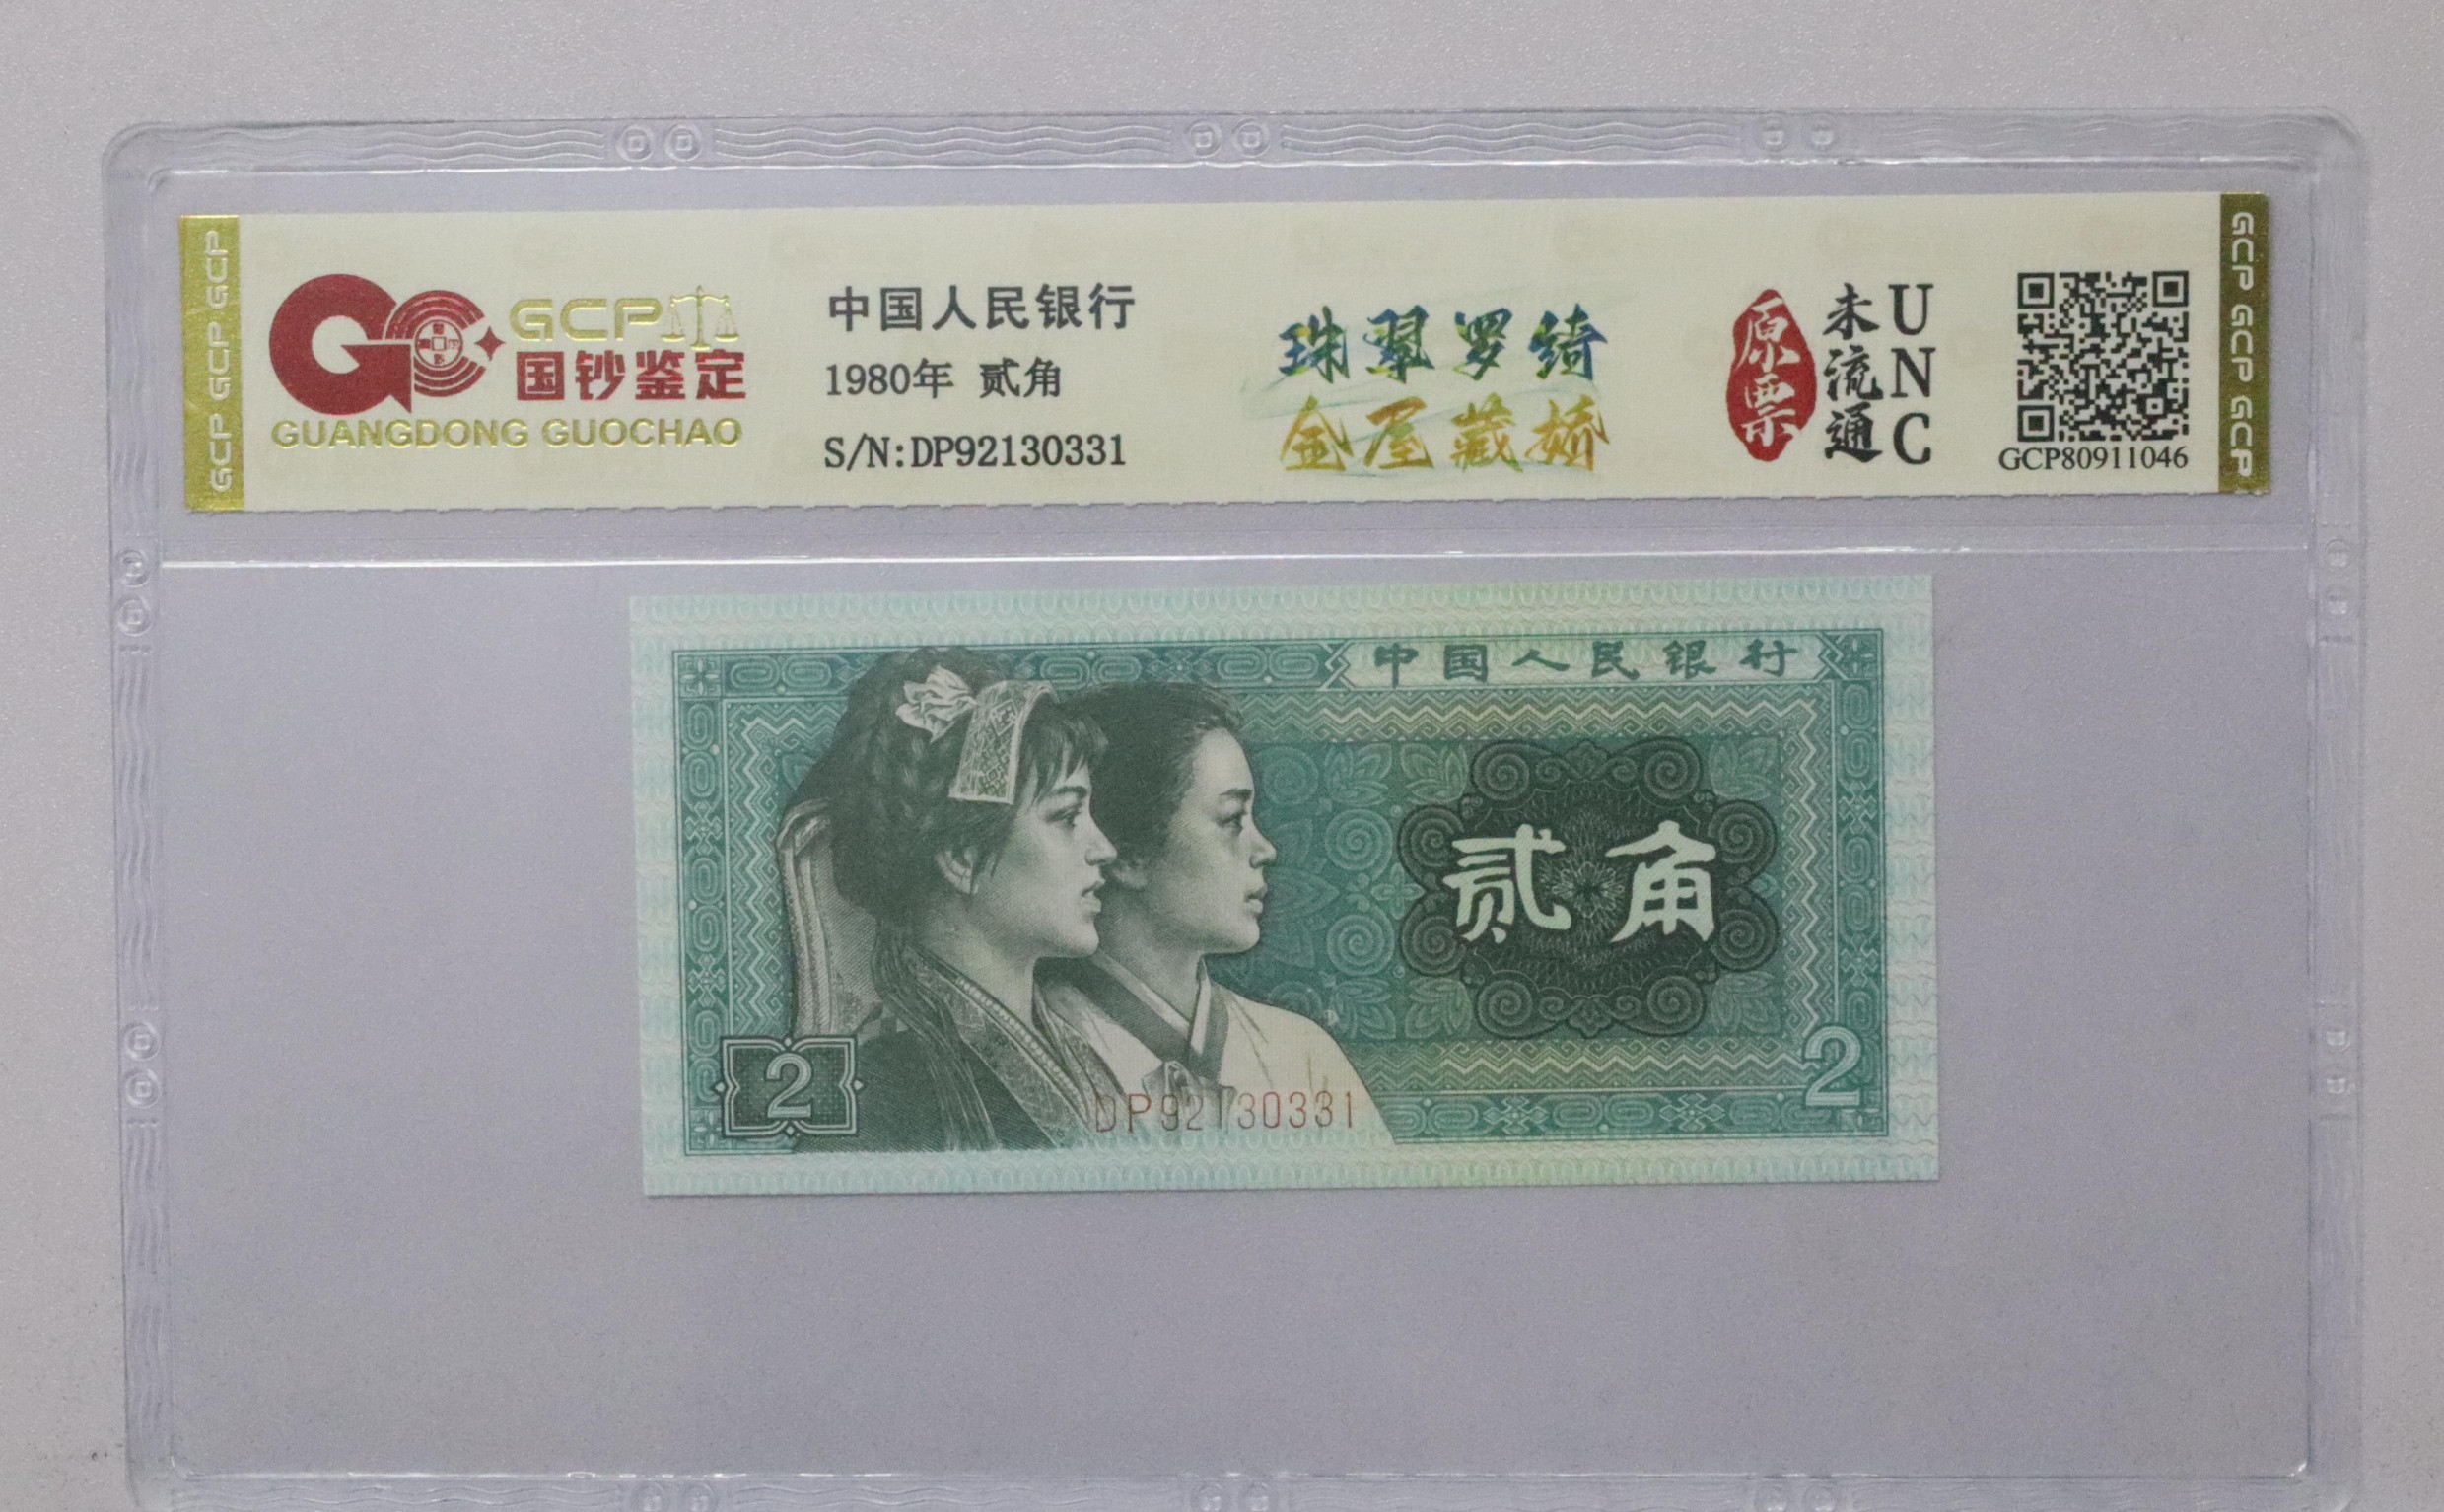 GCP GCP GCP
GCP
国钞鉴定
GUANGDONG GUOCHAO
中国人民银行
1980年 贰角
S/N:DP92130331
珠翠罗绮
金屋藏娇
原票
未流通
UNC
GCP80911046
GCP GCP GCP
中国人民银行
贰角
2
2
DP92130331